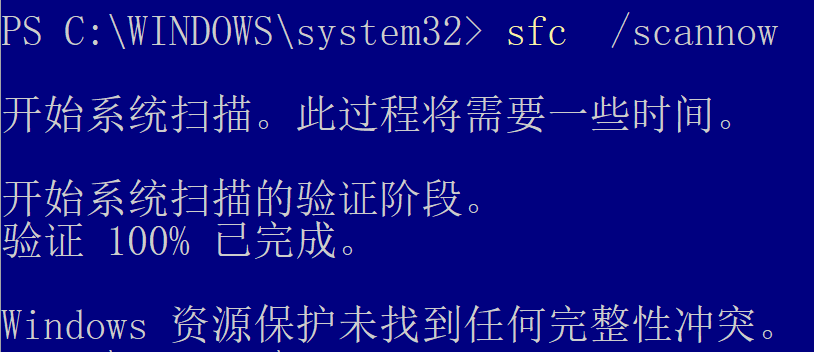 PS C:\WINDOWS\system32> sfc  /scannow
开始系统扫描。此过程将需要一些时间。
开始系统扫描的验证阶段。
验证 100% 已完成。
Windows 资源保护未找到任何完整性冲突。